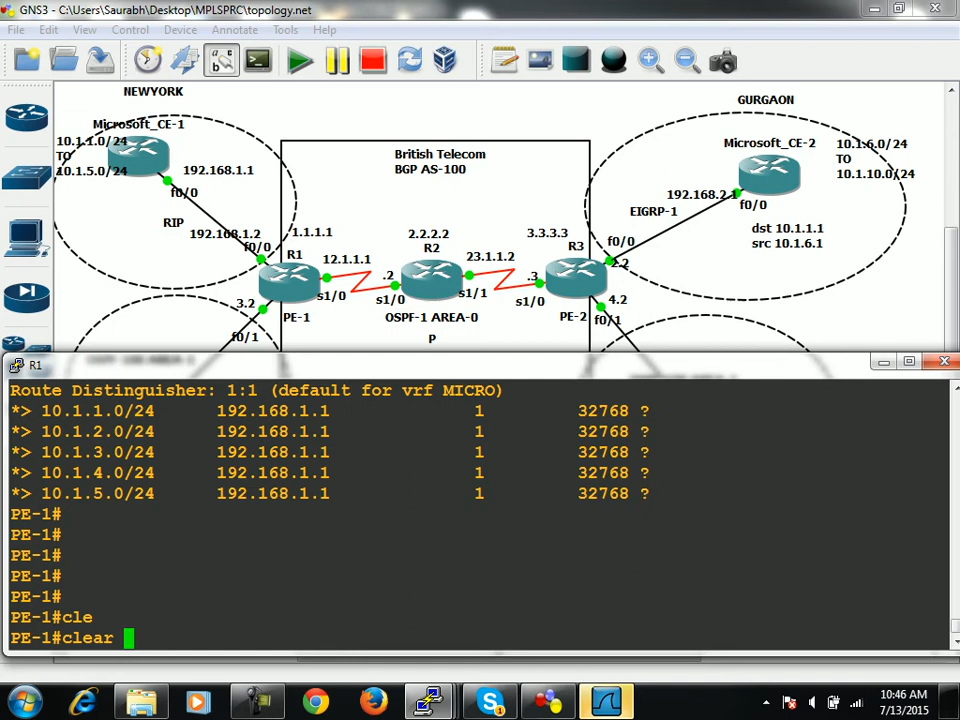 GNS3 - C:\Users\Saurabh\Desktop\MPLSPRC\topology.net
File Edit View Control Device Annotate Tools Help
NEWYORK
GURGAON
Microsoft_CE-1
10.1.1.0/24
TO
10.1.5.0/24
192.168.1.1
f0/0
RIP
192.168.1.2
f0/0
British Telecom
BGP AS-100
Microsoft_CE-2
10.1.6.0/24
TO
10.1.10.0/24
192.168.2.1
f0/0
EIGRP-1
dst 10.1.1.1
src 10.1.6.1
1.1.1.1
R1
12.1.1.1
s1/0
PE-1
3.2
f0/1
2.2.2.2
R2
.2
s1/0
23.1.1.2
s1/1
OSPF-1 AREA-0
P
3.3.3.3
R3
.3
s1/0
f0/0
2.2
PE-2
4.2
f0/1
R1
Route Distinguisher: 1:1 (default for vrf MICRO)
*> 10.1.1.0/24 192.168.1.1 1 32768 ?
*> 10.1.2.0/24 192.168.1.1 1 32768 ?
*> 10.1.3.0/24 192.168.1.1 1 32768 ?
*> 10.1.4.0/24 192.168.1.1 1 32768 ?
*> 10.1.5.0/24 192.168.1.1 1 32768 ?
PE-1#
PE-1#
PE-1#
PE-1#
PE-1#
PE-1#cle
PE-1#clear
10:46 AM
7/13/2015